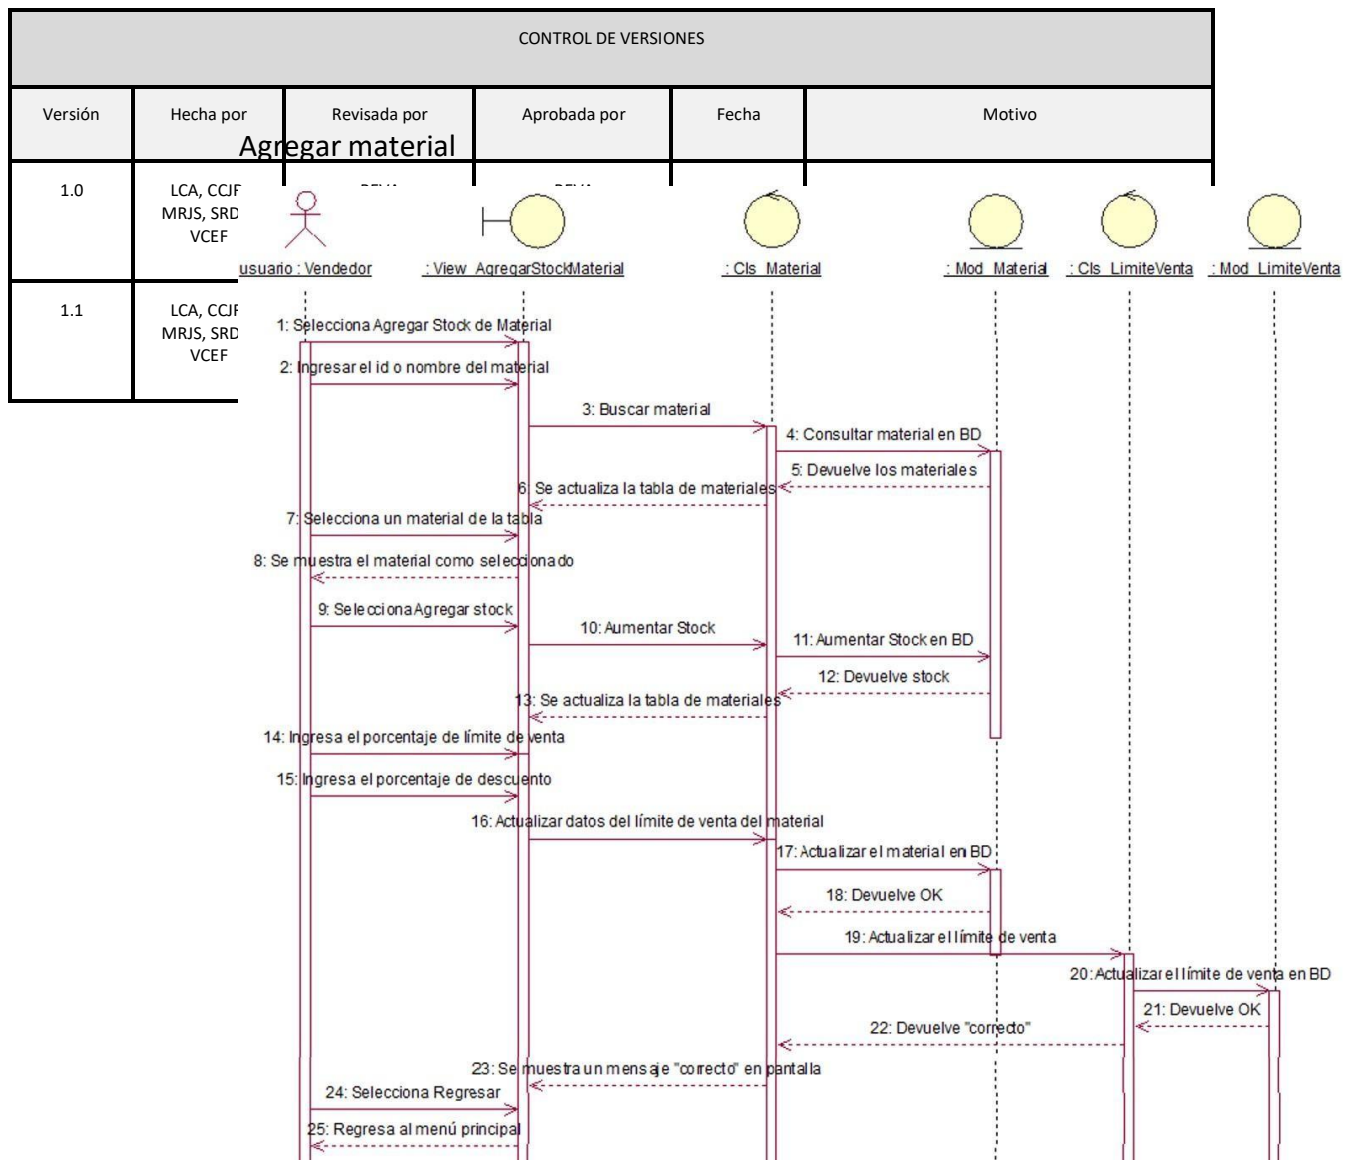 CONTROL DE VERSIONES
Versión Hecha por Revisada por Aprobada por Fecha Motivo
Agregar material
1.0 LCA,
MRJS,
VCEF
usuario : Vendedor : View_AgregarStockMaterial : Cls_Material : Mod_Material : Cls_LimiteVenta : Mod_LimiteVenta
1.1 LCA,
MRJS,
VCEF
1: Selecciona Agregar Stock de Material
2: Ingresar el id o nombre del material
3: Buscar material
4: Consultar material en BD
5: Devuelve los materiales
6: Se actualiza la tabla de materiales
7: Selecciona un material de la tabla
8: Se muestra el material como seleccionado
9: Selecciona Agregar stock
10: Aumentar Stock
11: Aumentar Stock en BD
12: Devuelve stock
13: Se actualiza la tabla de materiales
14: Ingresa el porcentaje de límite de venta
15: Ingresa el porcentaje de descuento
16: Actualizar datos del límite de venta del material
17: Actualizar el material en BD
18: Devuelve OK
19: Actualizar el límite de venta
20: Actualizar el límite de venta en BD
21: Devuelve OK
22: Devuelve "correcto"
23: Se muestra un mensaje "correcto" en pantalla
24: Selecciona Regresar
25: Regresa al menú principal